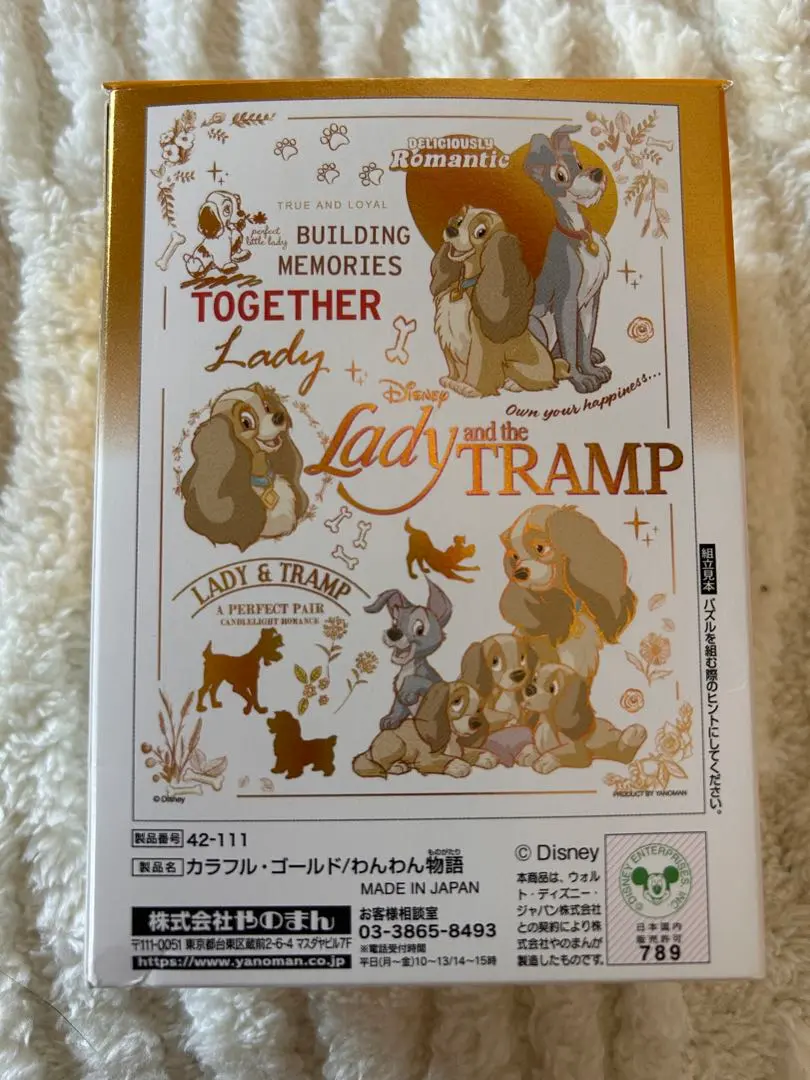 DELICIOUSLY
Romantic
TRUE AND LOYAL
perfect
little lady
BUILDING
MEMORIES
TOGETHER
Lady
Own your happiness...
Disney
Lady and the
TRAMP
LADY & TRAMP
A PERFECT PAIR
CANDLELIGHT ROMANCE
©Disney
PRODUCT BY YANOMAN
組立見本 パズルを組む際のヒントにしてください。
製品番号 42-111
製品名 カラフル・ゴールド/わんわん物語
ものがたり
MADE IN JAPAN
株式会社やのまん
〒111-0051 東京都台東区蔵前2-6-4 マスダヤビル7F
https://www.yanoman.co.jp
お客様相談室
03-3865-8493
※電話受付時間
平日(月~金)10~13/14~15時
© Disney
本商品は、ウォル
ト・ディズニー・
ジャパン株式会社
との契約により株
式会社やのまんが
製造したものです。
© DISNEY ENTERPRISES, INC.
日本国内
販売許可
789